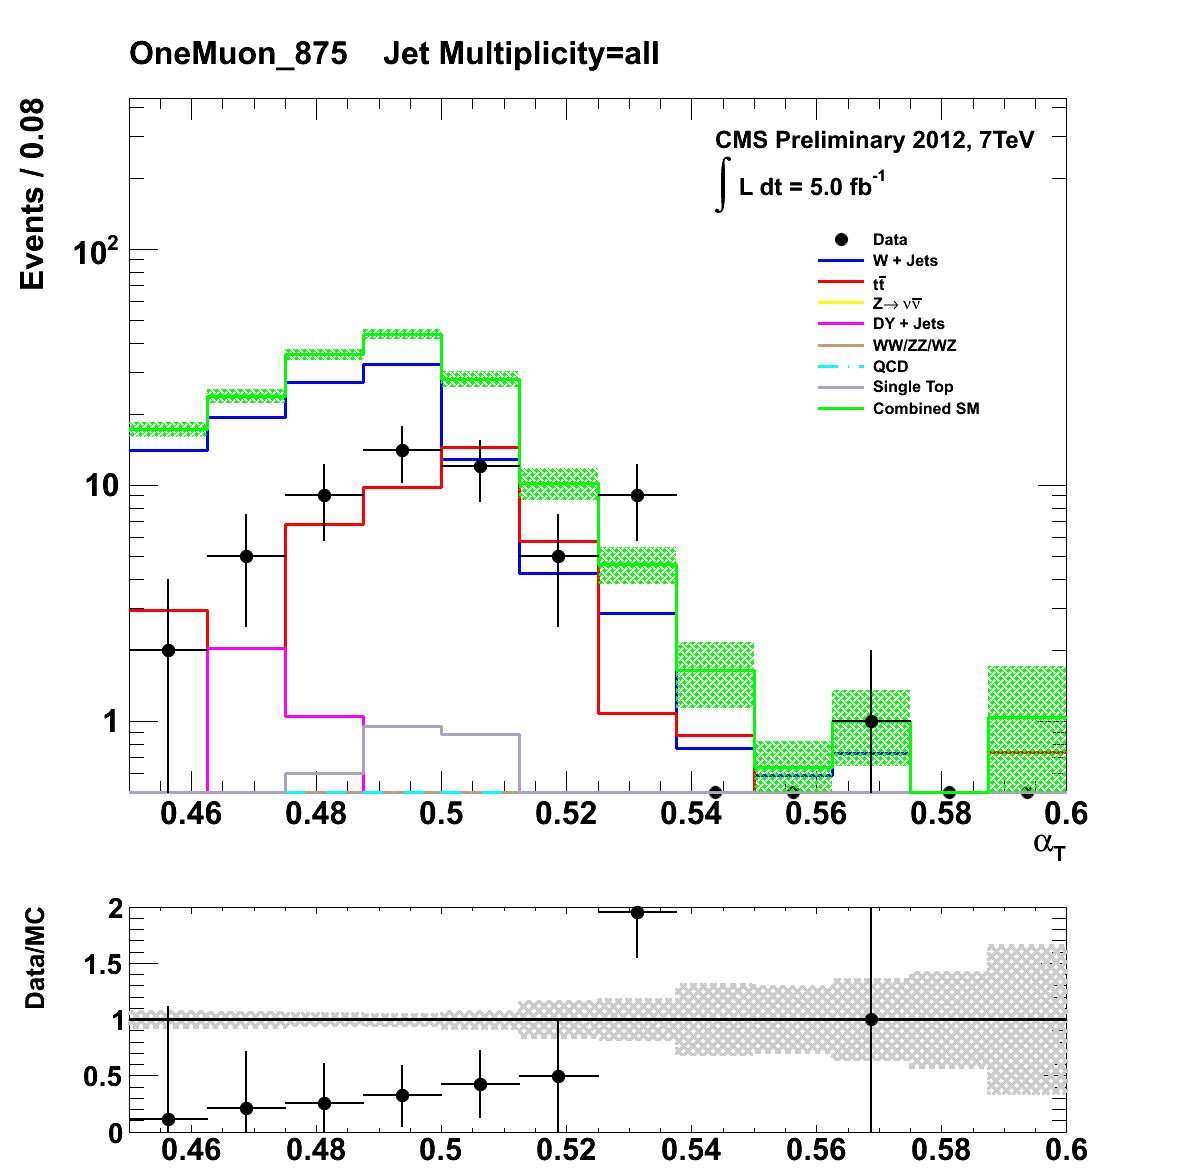 OneMuon_875 Jet Multiplicity=all
Events / 0.08
CMS Preliminary 2012, 7TeV
∫ L dt = 5.0 fb⁻¹
Data
W + Jets
tt̅
Z→ νν̅
DY + Jets
WW/ZZ/WZ
QCD
Single Top
Combined SM
10²
10
1
0.46 0.48 0.5 0.52 0.54 0.56 0.58 0.6
α_T
Data/MC
2
1.5
1
0.5
0
0.46 0.48 0.5 0.52 0.54 0.56 0.58 0.6